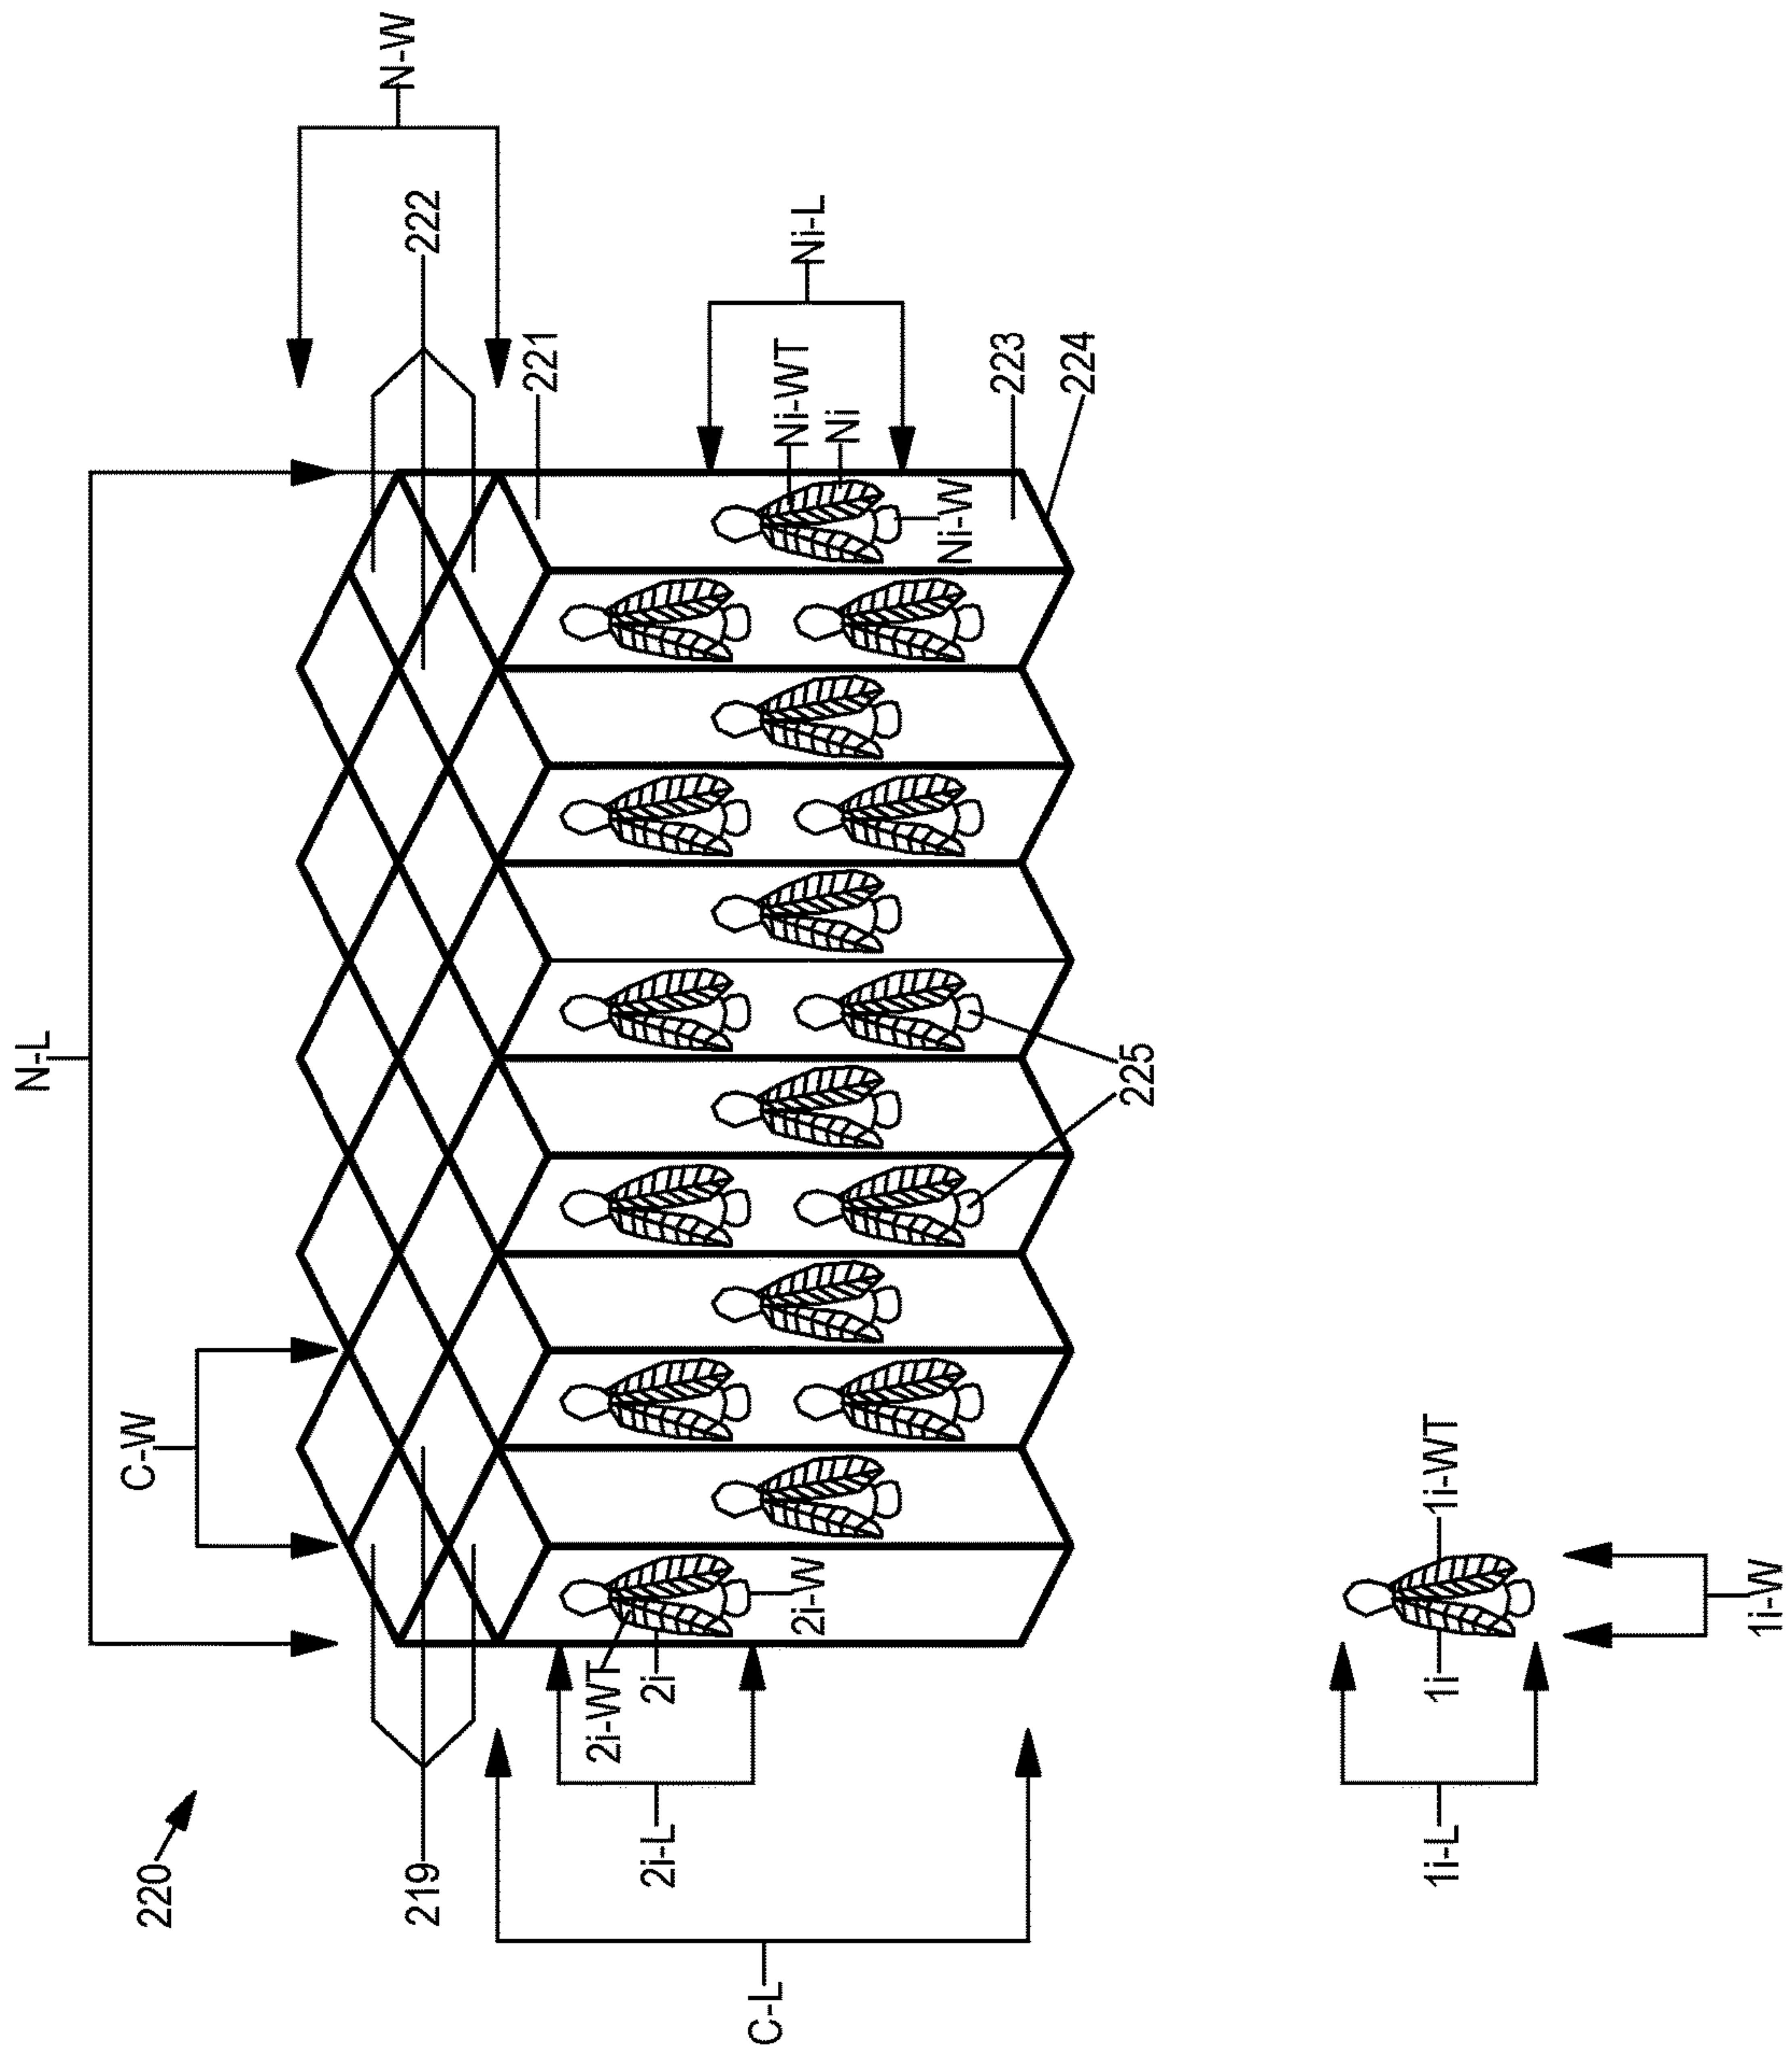 N-L
N-W
C-W
222
219
220
221
Ni-L
Ni-WT
Ni
Ni-W
223
224
225
2i-WT
2i
2i-W
2i-L
C-L
1i-WT
1i
1i-L
1i-W